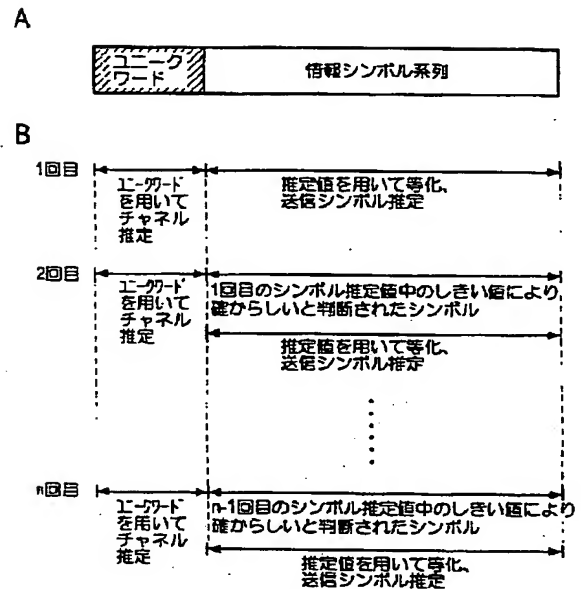 A
ユニーク
ワード
情報シンボル系列
B
1回目
ユニークワード
を用いて
チャネル
推定
推定値を用いて等化、
送信シンボル推定
2回目
ユニークワード
を用いて
チャネル
推定
1回目のシンボル推定値中のしきい値により
確からしいと判断されたシンボル
推定値を用いて等化、
送信シンボル推定
n回目
ユニークワード
を用いて
チャネル
推定
n-1回目のシンボル推定値中のしきい値により
確からしいと判断されたシンボル
推定値を用いて等化、
送信シンボル推定